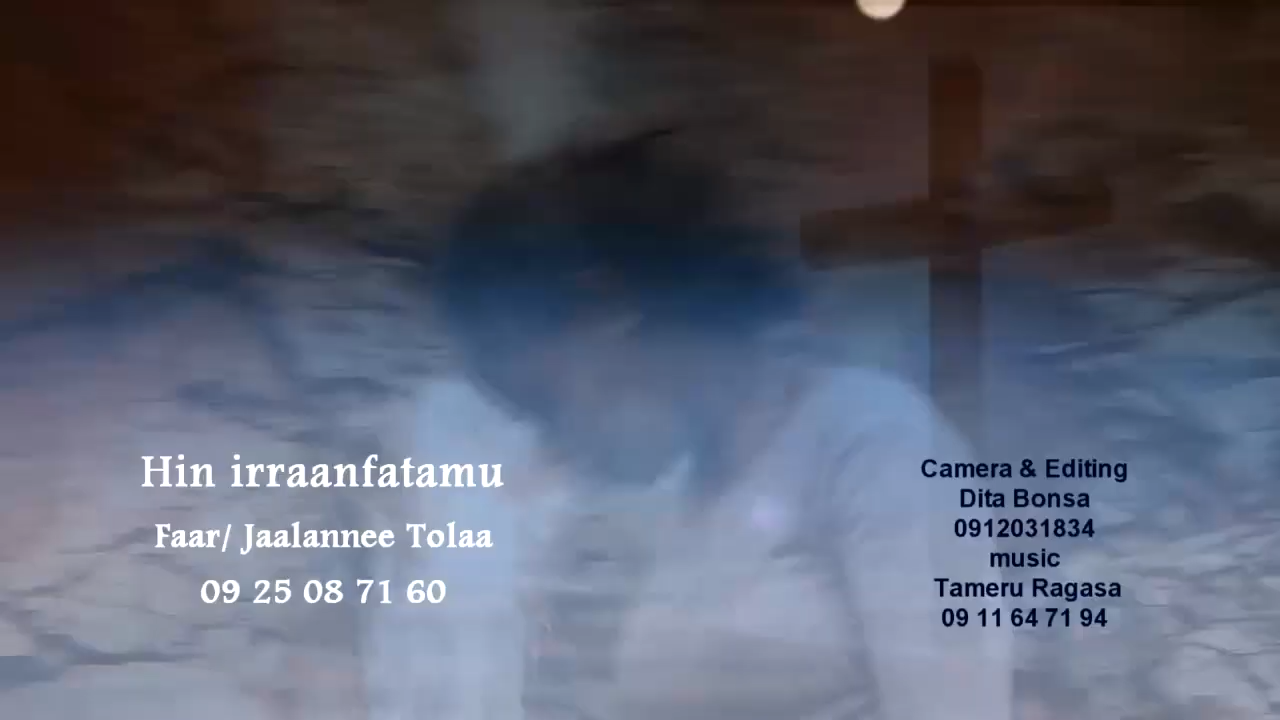 Hin irraanfatamu
Faar/ Jaalannee Tolaa
09 25 08 71 60
Camera & Editing
Dita Bonsa
0912031834
music
Tameru Ragasa
09 11 64 71 94